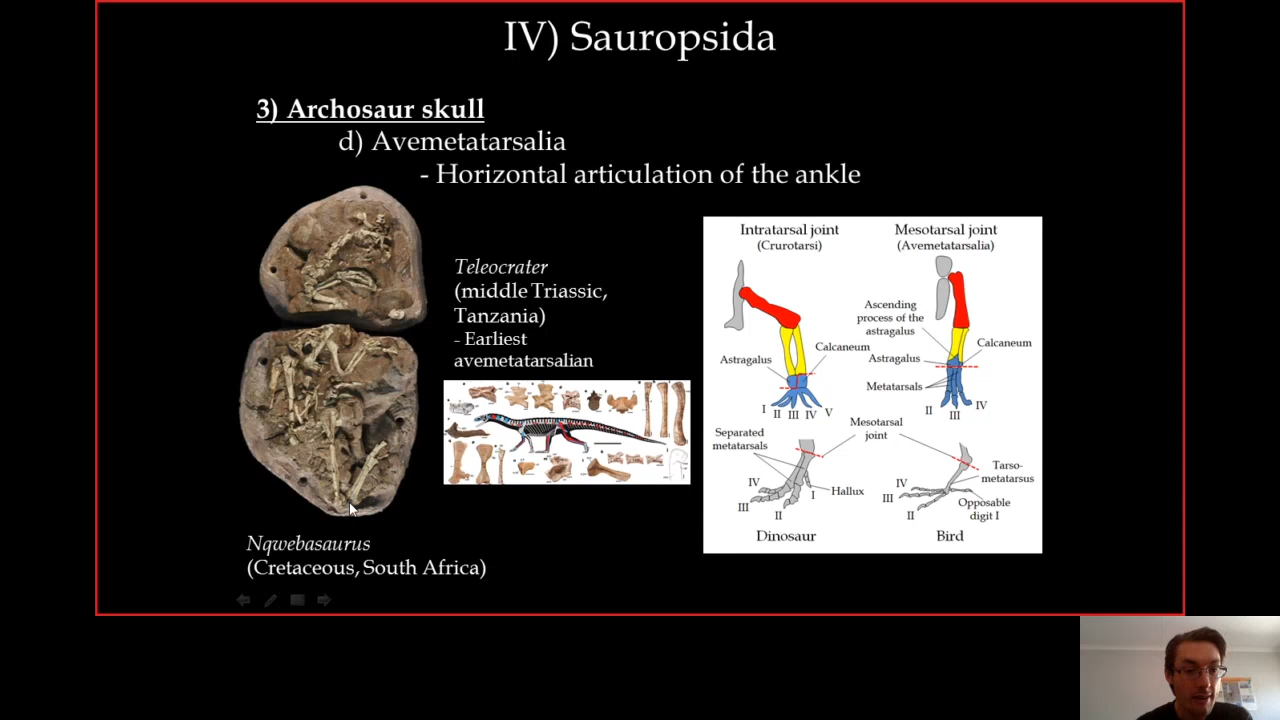 IV) Sauropsida
3) Archosaur skull
d) Avemetatarsalia
- Horizontal articulation of the ankle
Teleocrater
(middle Triassic,
Tanzania)
- Earliest
avemetatarsalian
Nqwebasaurus
(Cretaceous, South Africa)
Intratarsal joint
(Crurotarsi)
Mesotarsal joint
(Avemetatarsalia)
Ascending
process of the
astragalus
Calcaneum
Astragalus
I II III IV V
Calcaneum
Astragalus
Metatarsals
II III IV
Separated
metatarsals
Mesotarsal
joint
IV
III
II
I
Hallux
Dinosaur
Tarso-
metatarsus
IV
III
II
Opposable
digit I
Bird